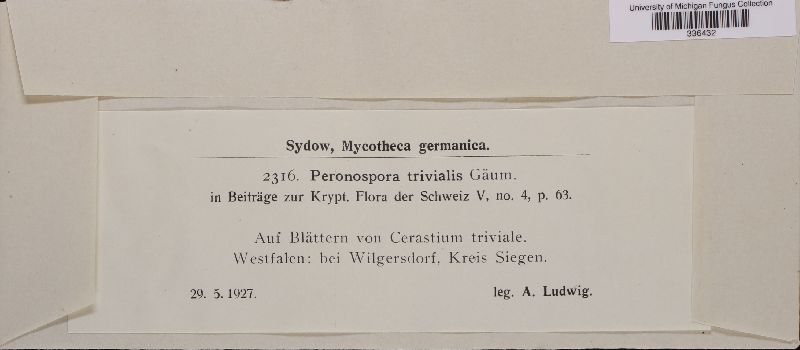 University of Michigan Fungus Collection
336432
Sydow, Mycotheca germanica.
2316. Peronospora trivialis Gäum.
in Beiträge zur Krypt. Flora der Schweiz V, no. 4, p. 63.
Auf Blättern von Cerastium triviale.
Westfalen: bei Wilgersdorf, Kreis Siegen.
29. 5. 1927. leg. A. Ludwig.